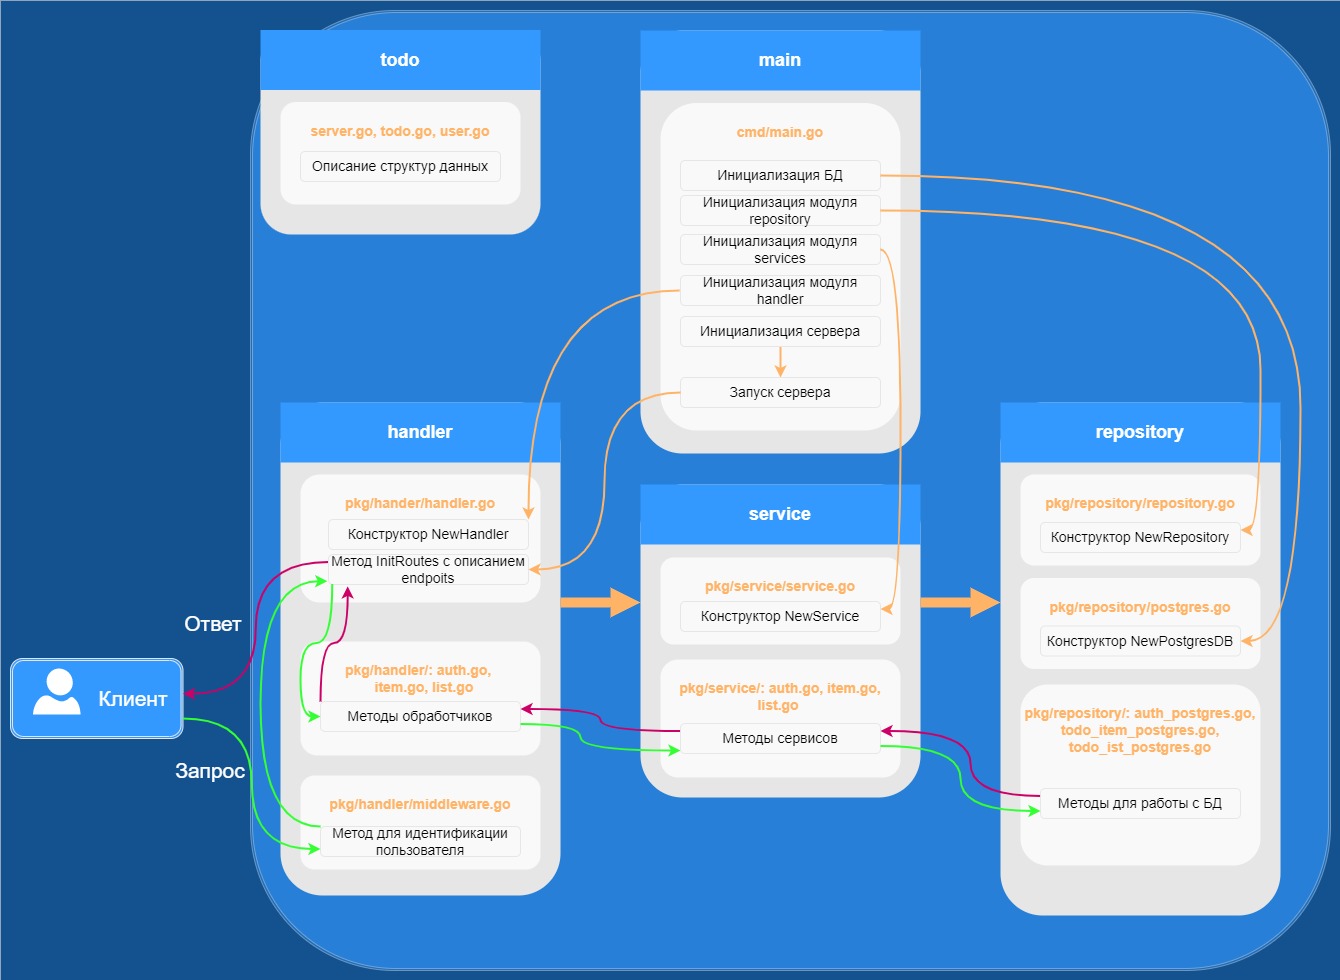 todo
server.go, todo.go, user.go
Описание структур данных
main
cmd/main.go
Инициализация БД
Инициализация модуля
repository
Инициализация модуля
services
Инициализация модуля
handler
Инициализация сервера
Запуск сервера
handler
pkg/hander/handler.go
Конструктор NewHandler
Метод InitRoutes с описанием
endpoits
pkg/handler/: auth.go,
item.go, list.go
Методы обработчиков
pkg/handler/middleware.go
Метод для идентификации
пользователя
service
pkg/service/service.go
Конструктор NewService
pkg/service/: auth.go, item.go,
list.go
Методы сервисов
repository
pkg/repository/repository.go
Конструктор NewRepository
pkg/repository/postgres.go
Конструктор NewPostgresDB
pkg/repository/: auth_postgres.go,
todo_item_postgres.go,
todo_ist_postgres.go
Методы для работы с БД
Ответ
Клиент
Запрос